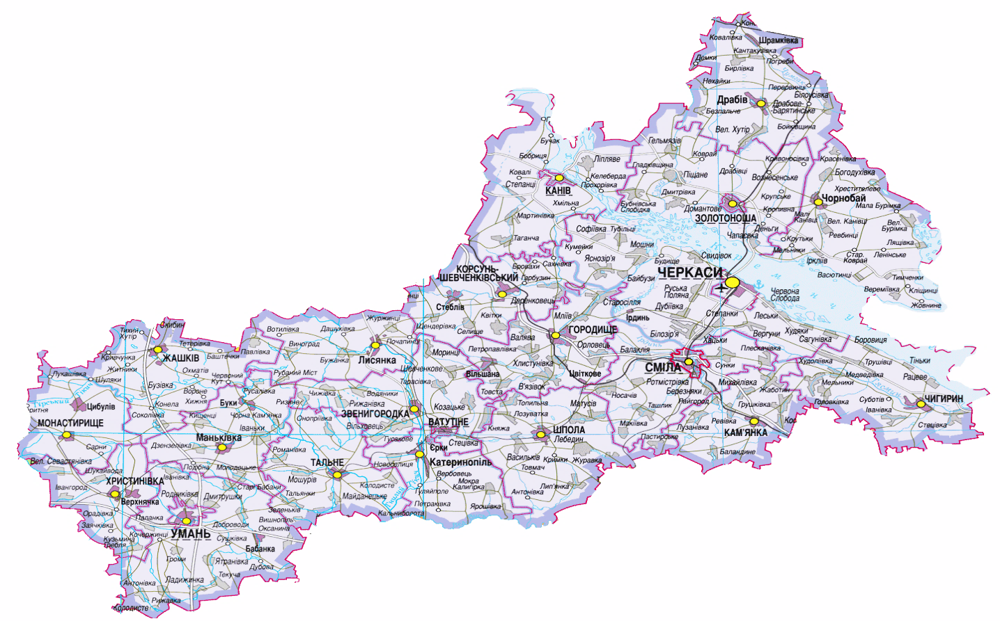 Ковалівка
Шрамківка
Кантакузівка
Демки
Погреби
Бирлівка
Нехайки
Перервинці
Білоусівка
Драбів
Драбове-
-Барятинське
Безпальче
Бойківщина
Вел. Хутір
Бучак
Гельмязів
Бобриця
Ліпляве
Коврай
Кривоносівка
Красенівка
Гладківщина
Ковалі
Келеберда
Піщане
Драбівці
Вознесенське
Богодухівка
Степанці
Прохорівка
КАНІВ
Дмитрівка
Крупське
Хрестителеве
Чорнобай
Хмільна
Бубнівська
Слобідка
Домантове
Кропивна
Мала Бурімка
Мартинівка
ЗОЛОТОНОША
Малі
Канівці
Вел. Канівці
Вел.
Бурімка
Софіївка
Тубільці
Деньги
Чапаєвка
Ревбинці
Таганча
Мошни
Крутьки
Лящівка
Кумейки
Мельники
Стар.
Коврай
Ленінське
Яснозір'я
Будище
Свидівок
Іркліїв
Бровахи
Сахнівка
КОРСУНЬ-
ШЕВЧЕНКІВСЬКИЙ
Гарбузин
Байбузи
ЧЕРКАСИ
Васютинці
Тимченки
Руська
Поляна
Червона
Слобода
Вереміївка
Кліщинці
Деренковець
Старосілля
Дубіївка
Жовнине
Стеблів
Квітки
Мліїв
Ірдинь
Степанки
Леськи
Журжинці
Щендерівка
Селище
Валява
ГОРОДИЩЕ
Білозір'я
Вергуни
Худяки
Сагунівка
Боровиця
Скибин
Тихий
Хутір
Вотилівка
Дашуківка
Почапинці
Орловець
Хацьки
Плескачівка
Тетерівка
Виноград
Петропавлівка
Балаклія
ЖАШКІВ
Баштечки
Павлівка
Лисянка
Моринці
Хлистунівка
СМІЛА
Сунки
Худоліївка
Трушівці
Тіньки
Кривчунка
Бужанка
Шевченкове
Вільшана
Цвіткове
Медведівка
Рацеве
Житники
Охматів
Рубаний Міст
Лукашівка
Шуляки
Червоний
Кут
Тарасівка
В'язівок
Ротмістрівка
Михайлівка
Мельники
Бузівка
Вороне
Русалівка
Чижівка
Водяники
Товста
Березняки
Жаботин
Носачів
Райгород
Головківка
Суботів
ЧИГИРИН
Цибулів
Конела
Хижня
Буки
Ризине
Рижанівка
Козацьке
Топильна
Матусів
Ташлик
Грушківка
Іванівка
Тікич
Соколівка
Кищенці
Чорна Кам'янка
ЗВЕНИГОРОДКА
Лозуватка
МОНАСТИРИЩЕ
Іваньки
Оноприївка
Вільховець
ВАТУТІНЕ
Княжа
ШПОЛА
Макіївка
Лузанівка
Ревівка
КАМ'ЯНКА
Стецівка
Маньківка
Гусакове
Стецівка
Лебедин
Пастирське
Сарни
Дзензелівка
Романівка
Єрки
Баландине
Вел. Севастянівка
Шукайвода
Подібна
Молодецьке
ТАЛЬНЕ
Новоселиця
Катеринопіль
Васильків
Кримки
Журавка
Вербовець
Товмач
ХРИСТИНІВКА
Іванівка
Мошурів
Колодисте
Мокра
Калигірка
Лип'янка
Івангород
Старі Бабани
Гуляйполе
Антонівка
Верхнячка
Родниківка
Дмитрушки
Тальянки
Майданецьке
Петраківка
Ярошівка
Орадівка
Паланка
Зеленьків
Кальниболота
Заячківка
Вишнопіль
Доброводи
Оксанина
Кочержинці
УМАНЬ
Сушківка
Кузьмина
Гребля
Бабанка
Громи
Ятранівка
Дубова
Антонівка
Ладижинка
Текуча
Рижавка
Колодисте